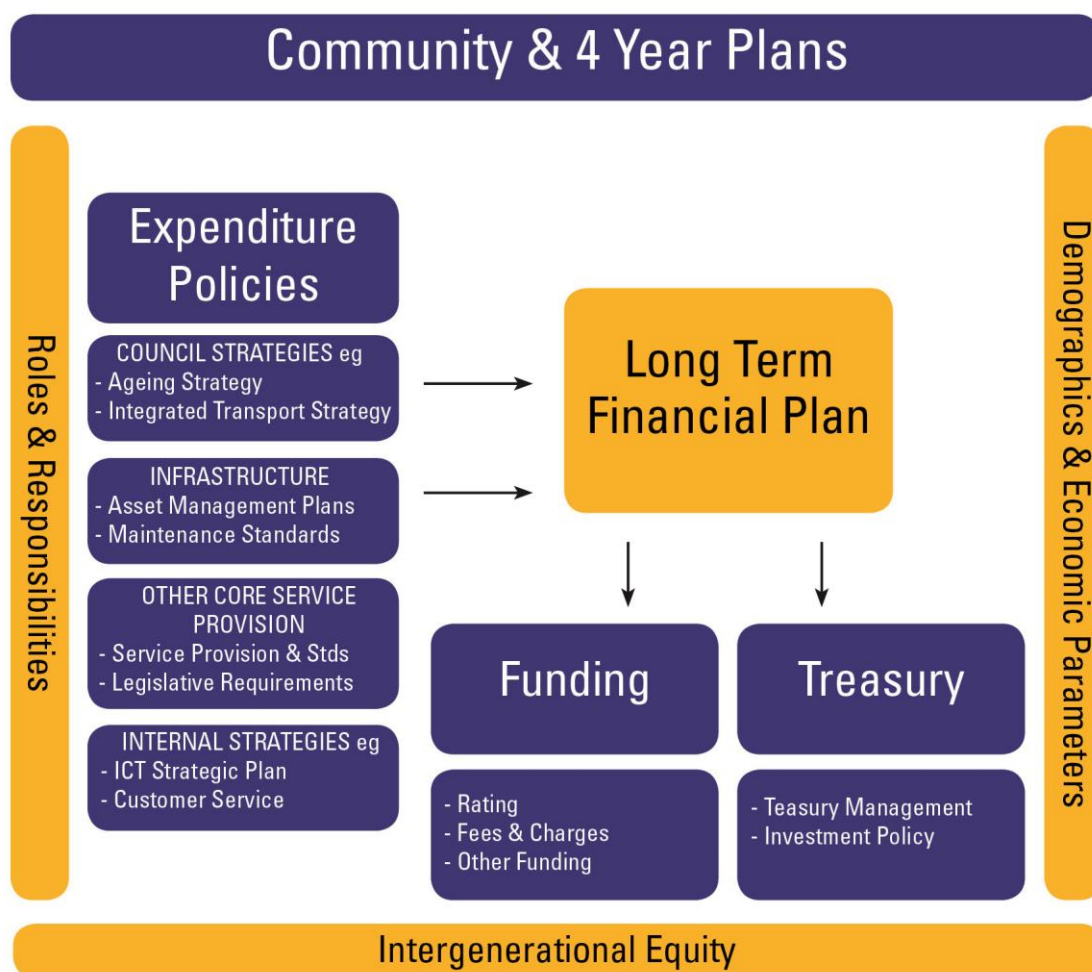 Community & 4 Year Plans
Roles & Responsibilities
Expenditure
Policies
COUNCIL STRATEGIES eg
- Ageing Strategy
- Integrated Transport Strategy
INFRASTRUCTURE
- Asset Management Plans
- Maintenance Standards
OTHER CORE SERVICE
PROVISION
- Service Provision & Stds
- Legislative Requirements
INTERNAL STRATEGIES eg
- ICT Strategic Plan
- Customer Service
Long Term
Financial Plan
Funding
- Rating
- Fees & Charges
- Other Funding
Treasury
- Teasury Management
- Investment Policy
Demographics & Economic Parameters
Intergenerational Equity